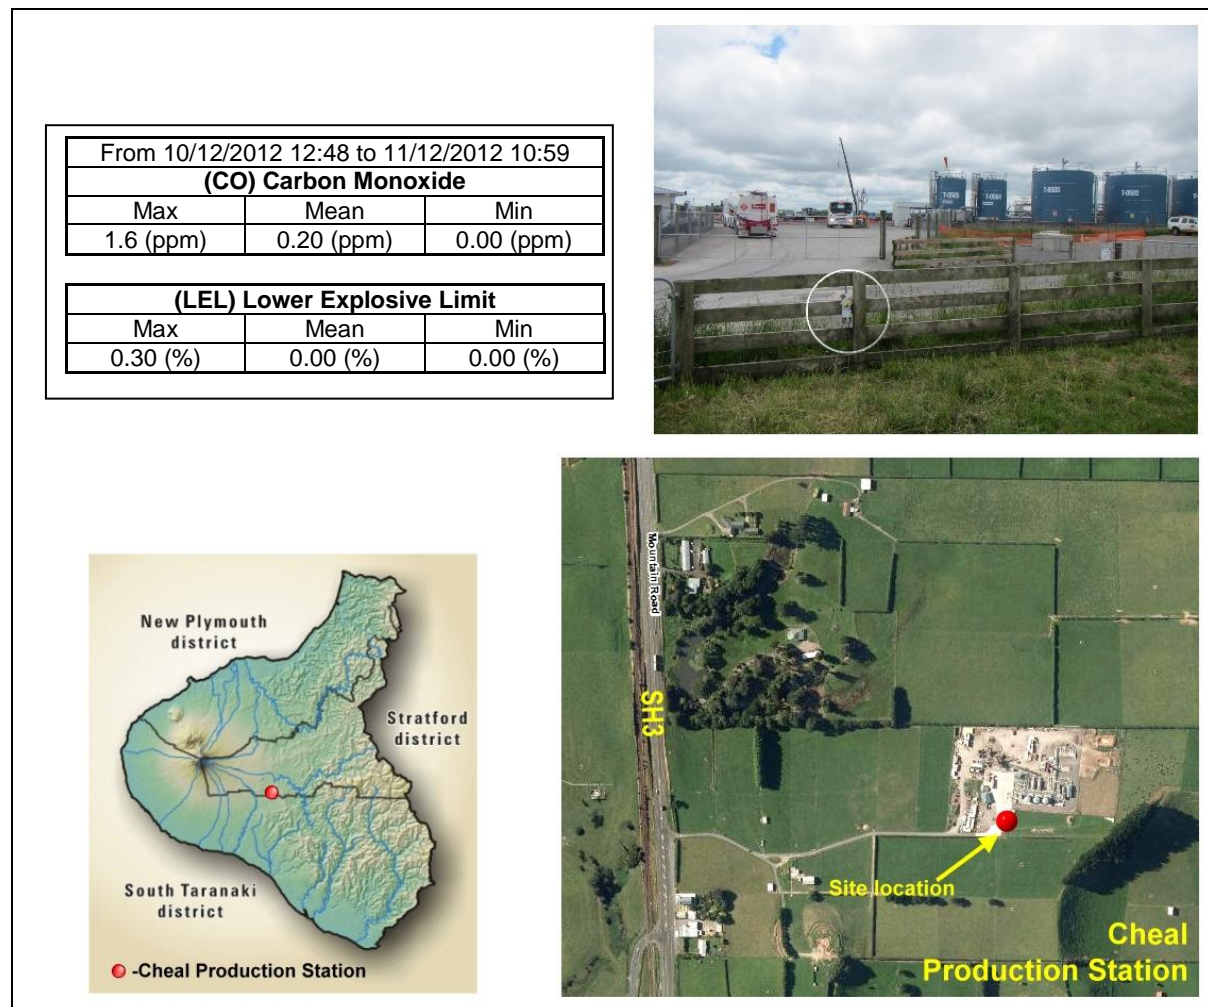 From 10/12/2012 12:48 to 11/12/2012 10:59
(CO) Carbon Monoxide
Max Mean Min
1.6 (ppm) 0.20 (ppm) 0.00 (ppm)
(LEL) Lower Explosive Limit
Max Mean Min
0.30 (%) 0.00 (%) 0.00 (%)
T-0503
T-0502
New Plymouth
district
Stratford
district
South Taranaki
district
-Cheal Production Station
Mountain Road
SH3
Site location
Cheal
Production Station